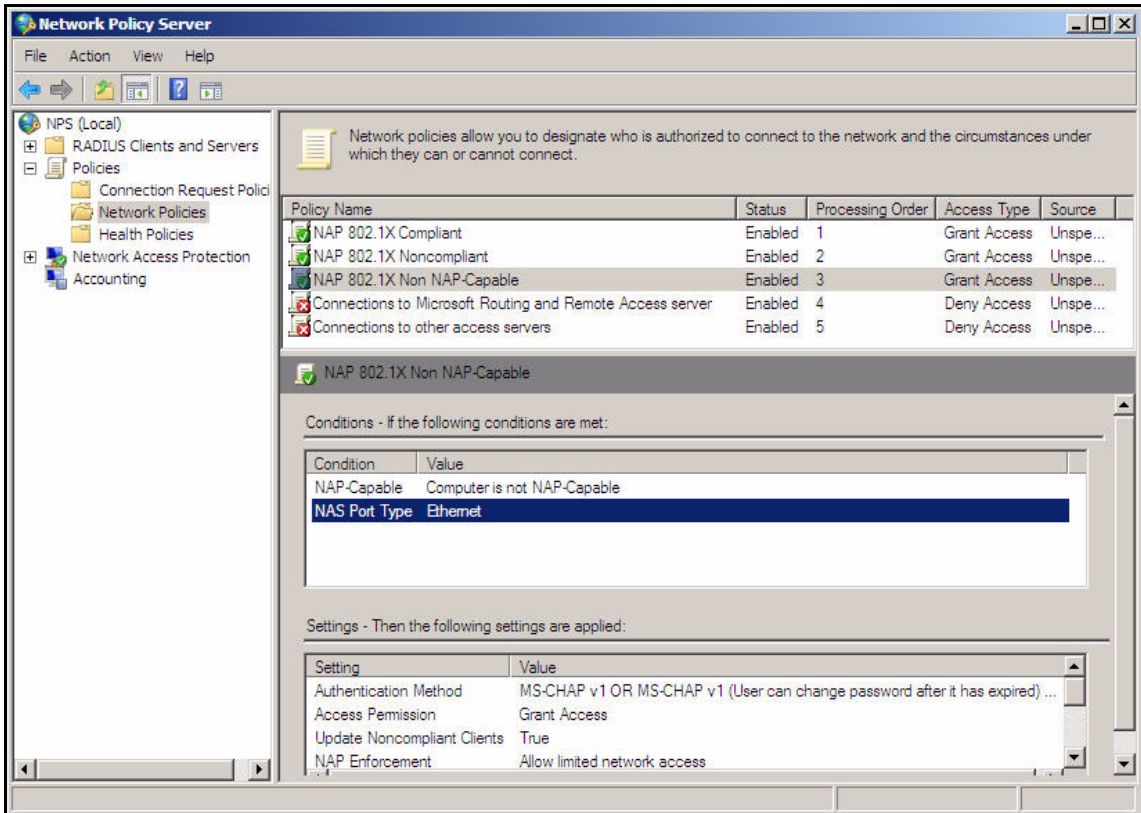 Network Policy Server
File Action View Help
NPS (Local)
RADIUS Clients and Servers
Policies
Connection Request Polici
Network Policies
Health Policies
Network Access Protection
Accounting
Network policies allow you to designate who is authorized to connect to the network and the circumstances under
which they can or cannot connect.
Policy Name Status Processing Order Access Type Source
NAP 802.1X Compliant Enabled 1 Grant Access Unspe...
NAP 802.1X Noncompliant Enabled 2 Grant Access Unspe...
NAP 802.1X Non NAP-Capable Enabled 3 Grant Access Unspe...
Connections to Microsoft Routing and Remote Access server Enabled 4 Deny Access Unspe...
Connections to other access servers Enabled 5 Deny Access Unspe...
NAP 802.1X Non NAP-Capable
Conditions - If the following conditions are met:
Condition Value
NAP-Capable Computer is not NAP-Capable
NAS Port Type Ethernet
Settings - Then the following settings are applied:
Setting Value
Authentication Method MS-CHAP v1 OR MS-CHAP v1 (User can change password after it has expired) ...
Access Permission Grant Access
Update Noncompliant Clients True
NAP Enforcement Allow limited network access